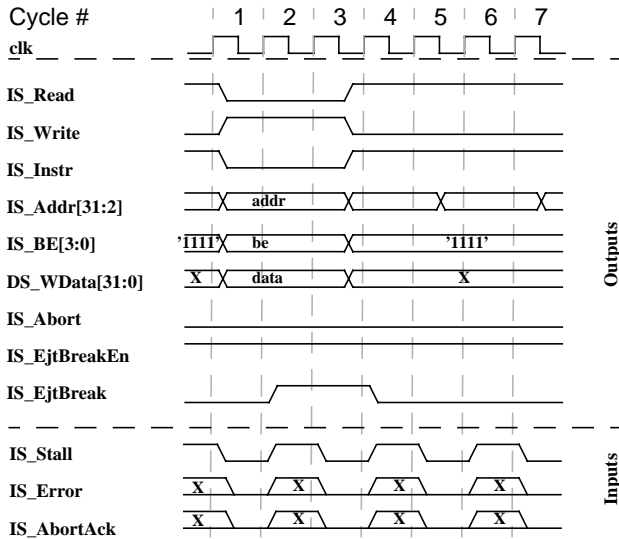 Cycle # 1 2 3 4 5 6 7
clk
IS_Read
IS_Write
IS_Instr
IS_Addr[31:2] addr
IS_BE[3:0] '1111' be '1111'
DS_WData[31:0] X data X
IS_Abort
IS_EjtBreakEn
IS_EjtBreak
Outputs
IS_Stall
IS_Error X X X X
IS_AbortAck X X X X
Inputs